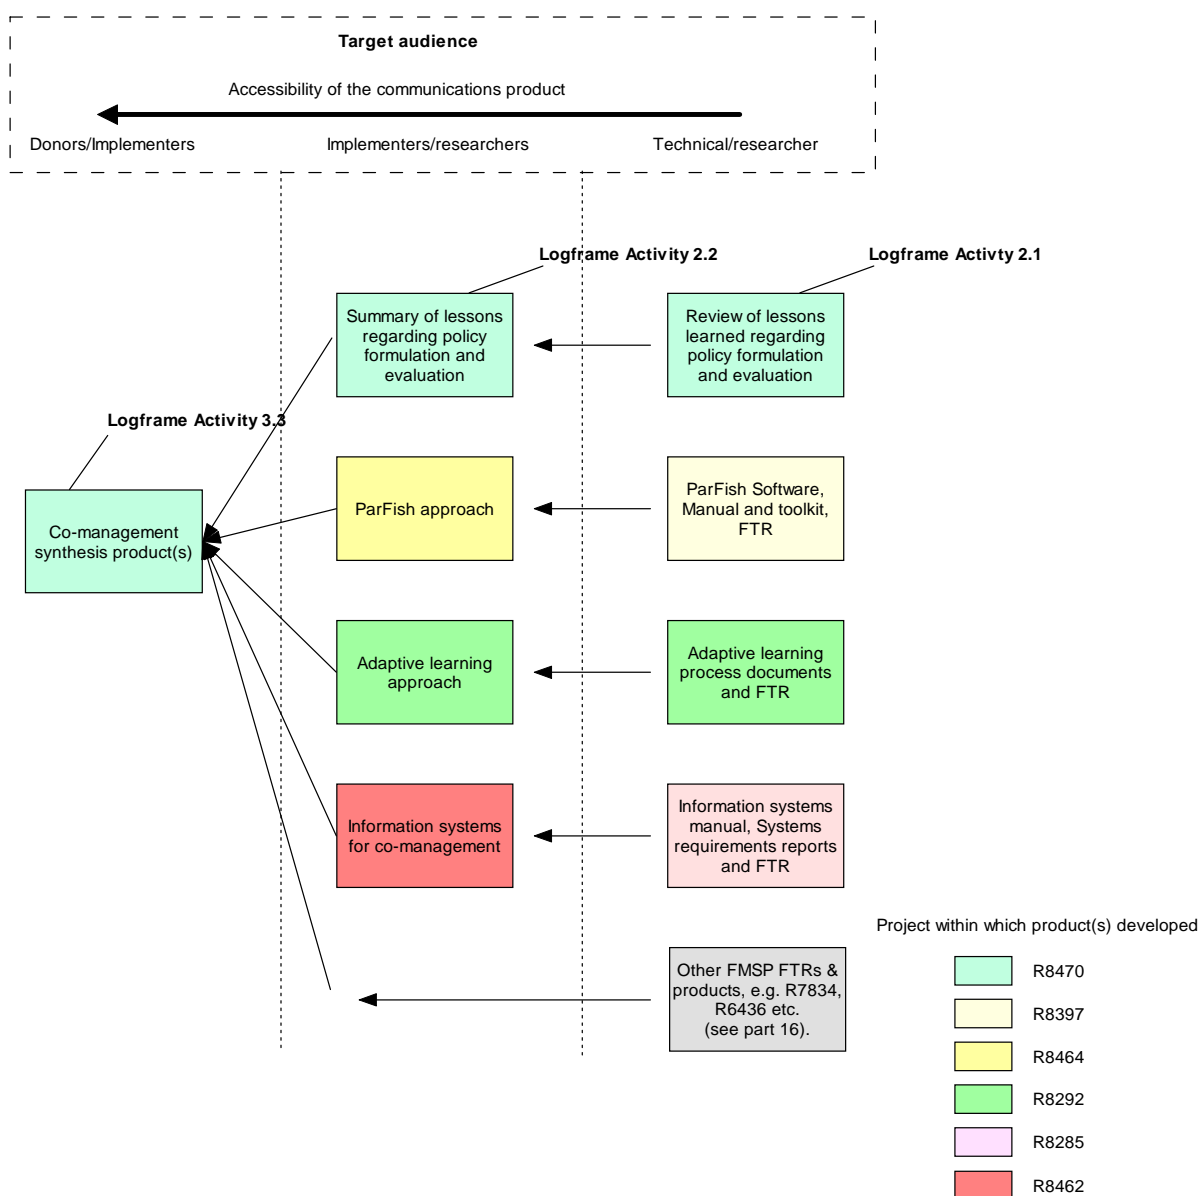 Target audience
Accessibility of the communications product
Donors/Implementers
Implementers/researchers
Technical/researcher
Logframe Activity 2.2
Logframe Activty 2.1
Summary of lessons
regarding policy
formulation and
evaluation
Review of lessons
learned regarding
policy formulation
and evaluation
Logframe Activity 3.3
Co-management
synthesis product(s)
ParFish approach
ParFish Software,
Manual and toolkit,
FTR
Adaptive learning
approach
Adaptive learning
process documents
and FTR
Information systems
for co-management
Information systems
manual, Systems
requirements reports
and FTR
Other FMSP FTRs &
products, e.g. R7834,
R6436 etc.
(see part 16).
Project within which product(s) developed
R8470
R8397
R8464
R8292
R8285
R8462